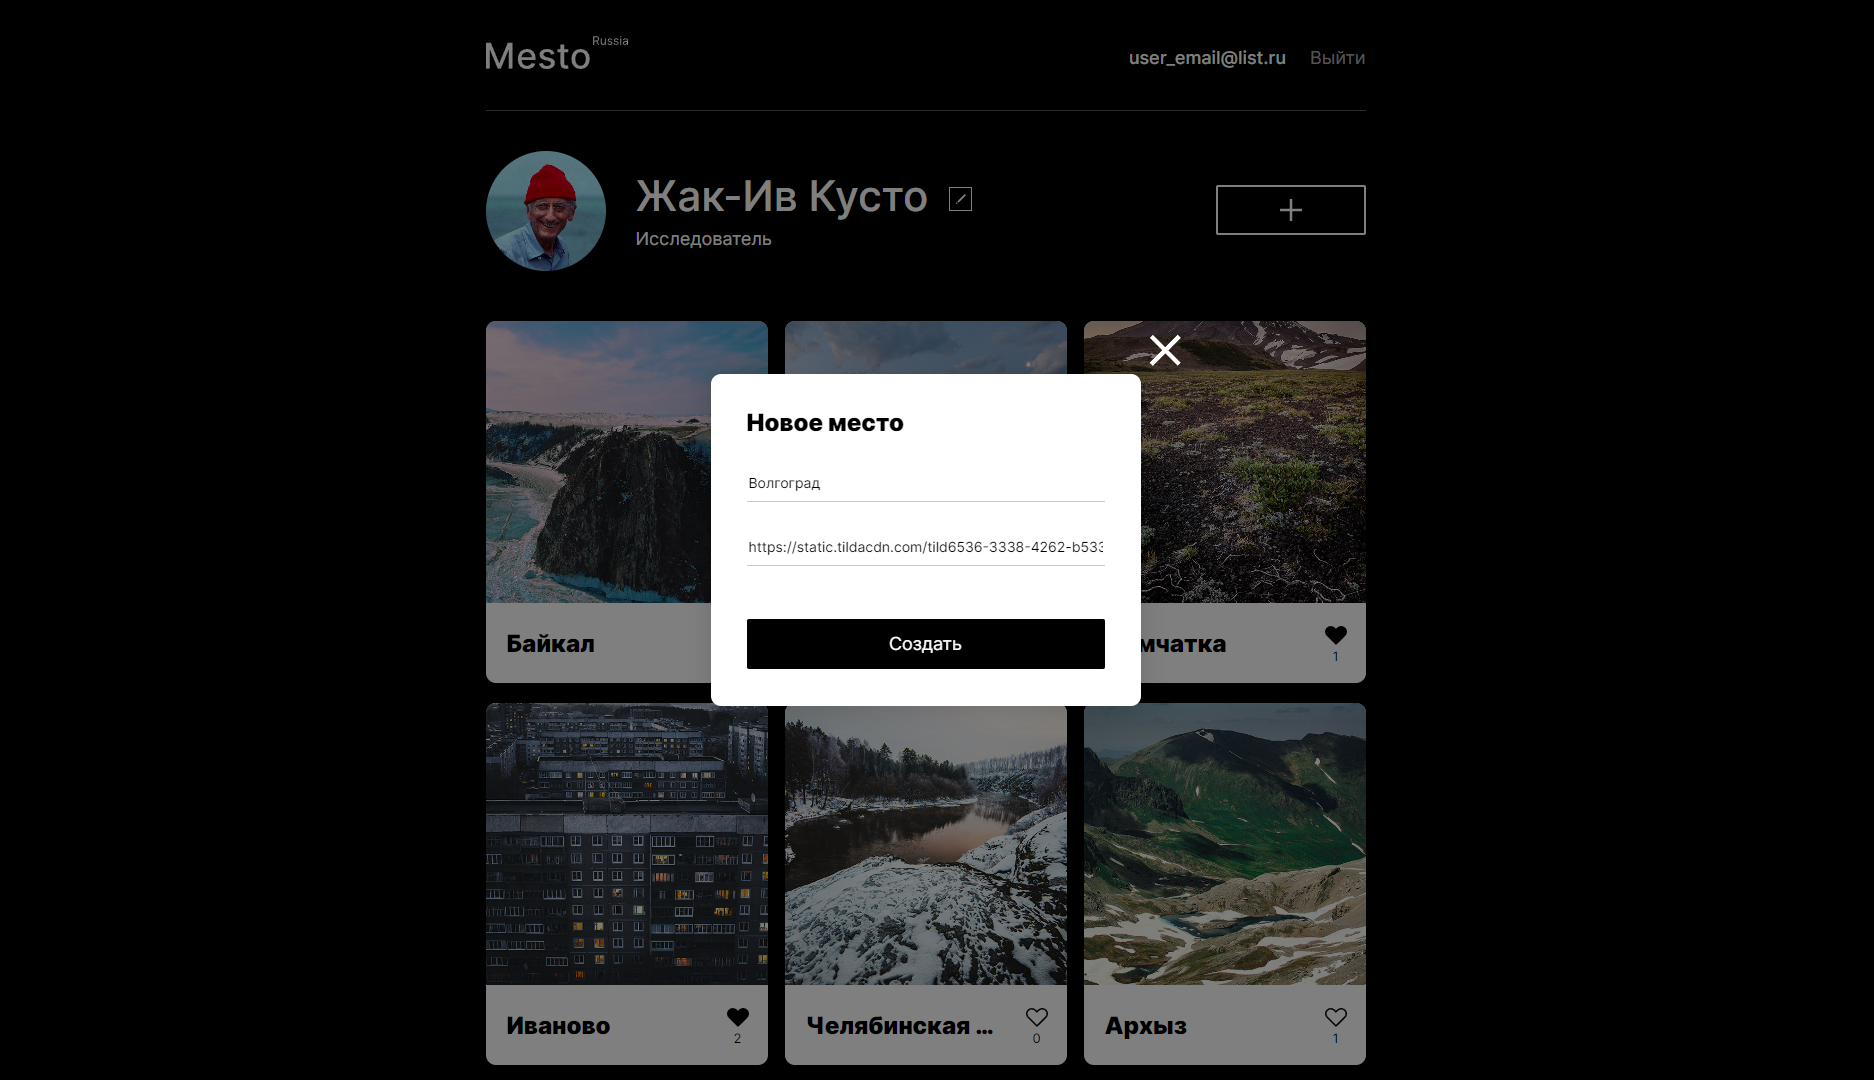 Mesto Russia
user_email@list.ru Выйти
Жак-Ив Кусто
Исследователь
Новое место
Волгоград
https://static.tildacdn.com/tild6536-3338-4262-b533
Создать
Байкал
мчатка
1
Иваново
2
Челябинская ...
0
Архыз
1